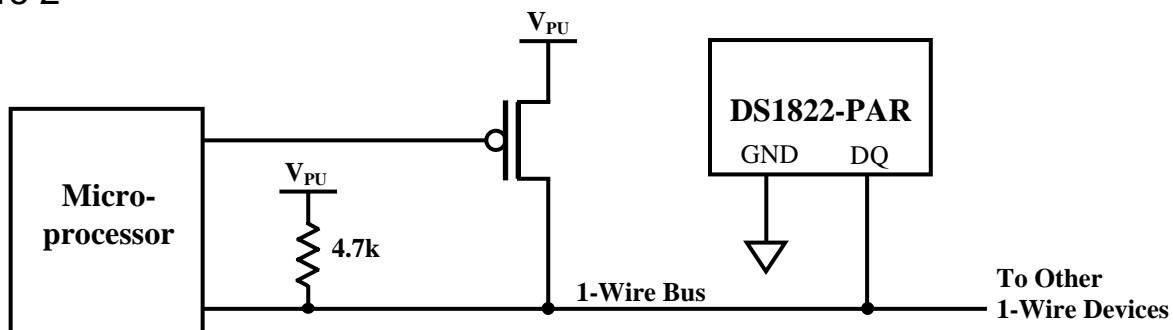 V_PU
DS1822-PAR
GND DQ
V_PU
Micro-
processor
4.7k
1-Wire Bus
To Other
1-Wire Devices